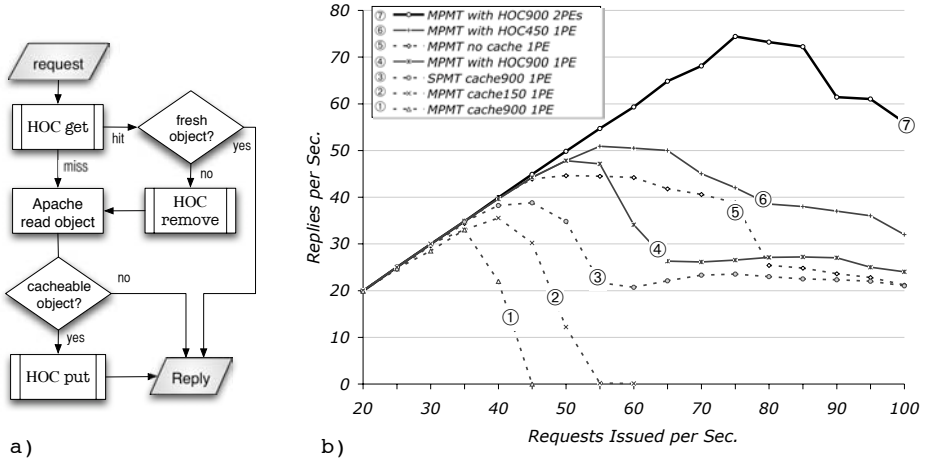 request
HOC get
hit
fresh
object?
yes
miss
no
Apache
read object
HOC
remove
cacheable
object?
no
yes
HOC put
Reply
a)
⑦ MPMT with HOC900 2PEs
⑥ MPMT with HOC450 1PE
⑤ MPMT no cache 1PE
④ MPMT with HOC900 1PE
③ SPMT cache900 1PE
② MPMT cache150 1PE
① MPMT cache900 1PE
Replies per Sec.
80
70
60
50
40
30
20
10
0
⑦
⑥
⑤
④
③
②
①
20 30 40 50 60 70 80 90 100
Requests Issued per Sec.
b)